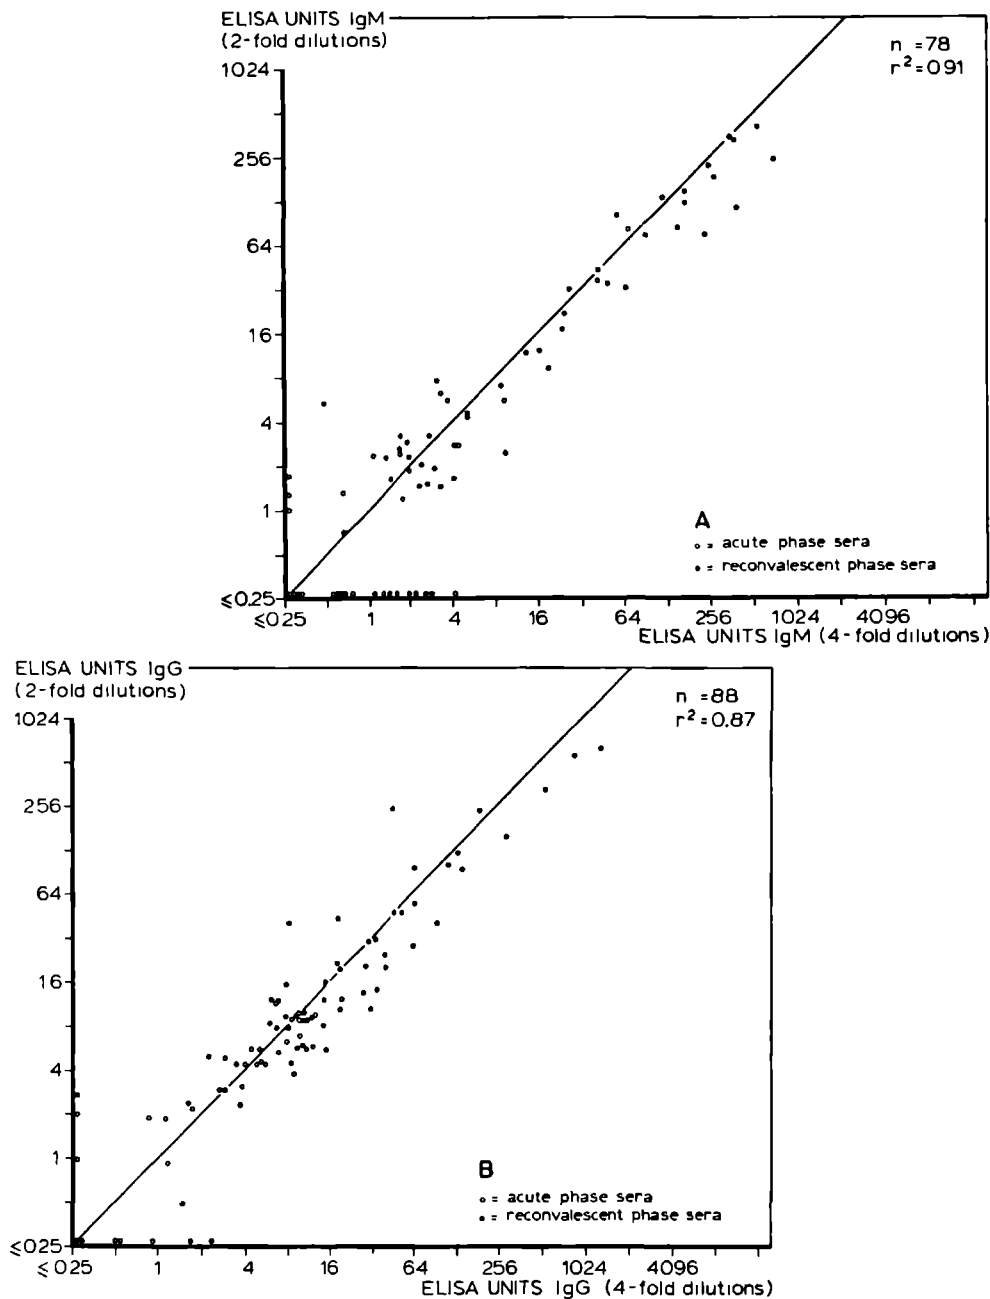 ELISA UNITS IgM
(2-fold dilutions)
n = 78
r² = 0 91
1024
256
64
16
4
1
≤ 0.25
A
o = acute phase sera
• = reconvalescent phase sera
≤0 25 1 4 16 64 256 1024 4096
ELISA UNITS IgM (4-fold dilutions)
ELISA UNITS IgG
(2-fold dilutions)
n = 88
r² = 0.87
1024
256
64
16
4
1
≤0 25
B
o = acute phase sera
• = reconvalescent phase sera
≤ 0 25 1 4 16 64 256 1024 4096
ELISA UNITS IgG (4-fold dilutions)